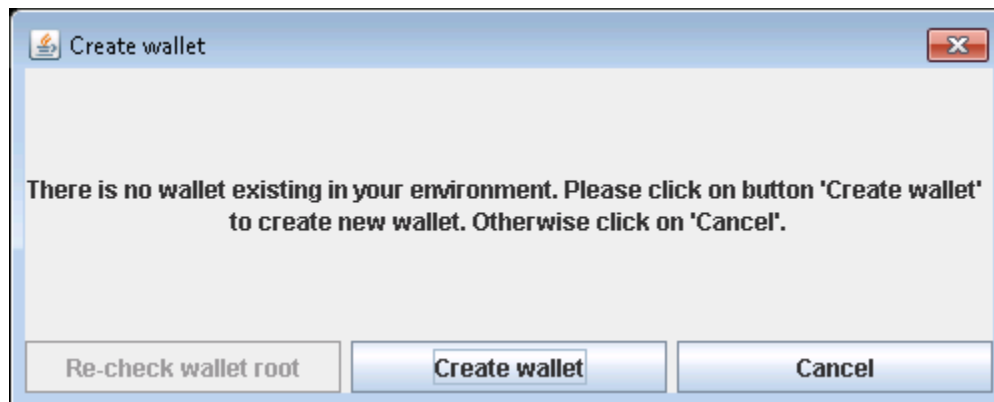 Create wallet
There is no wallet existing in your environment. Please click on button 'Create wallet'
to create new wallet. Otherwise click on 'Cancel'.
Re-check wallet root
Create wallet
Cancel